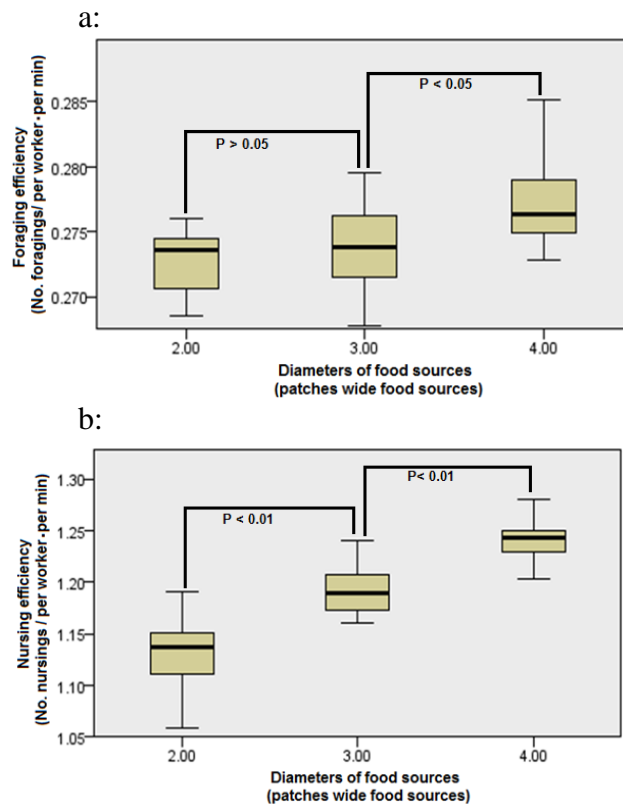 a:
P < 0.05
P > 0.05
0.285
0.280
0.275
0.270
Foraging efficiency
(No. foragings/ per worker·per min)
2.00 3.00 4.00
Diameters of food sources
(patches wide food sources)
b:
P < 0.01
P< 0.01
1.30
1.25
1.20
1.15
1.10
1.05
Nursing efficiency
(No. nursings / per worker·per min)
2.00 3.00 4.00
Diameters of food sources
(patches wide food sources)